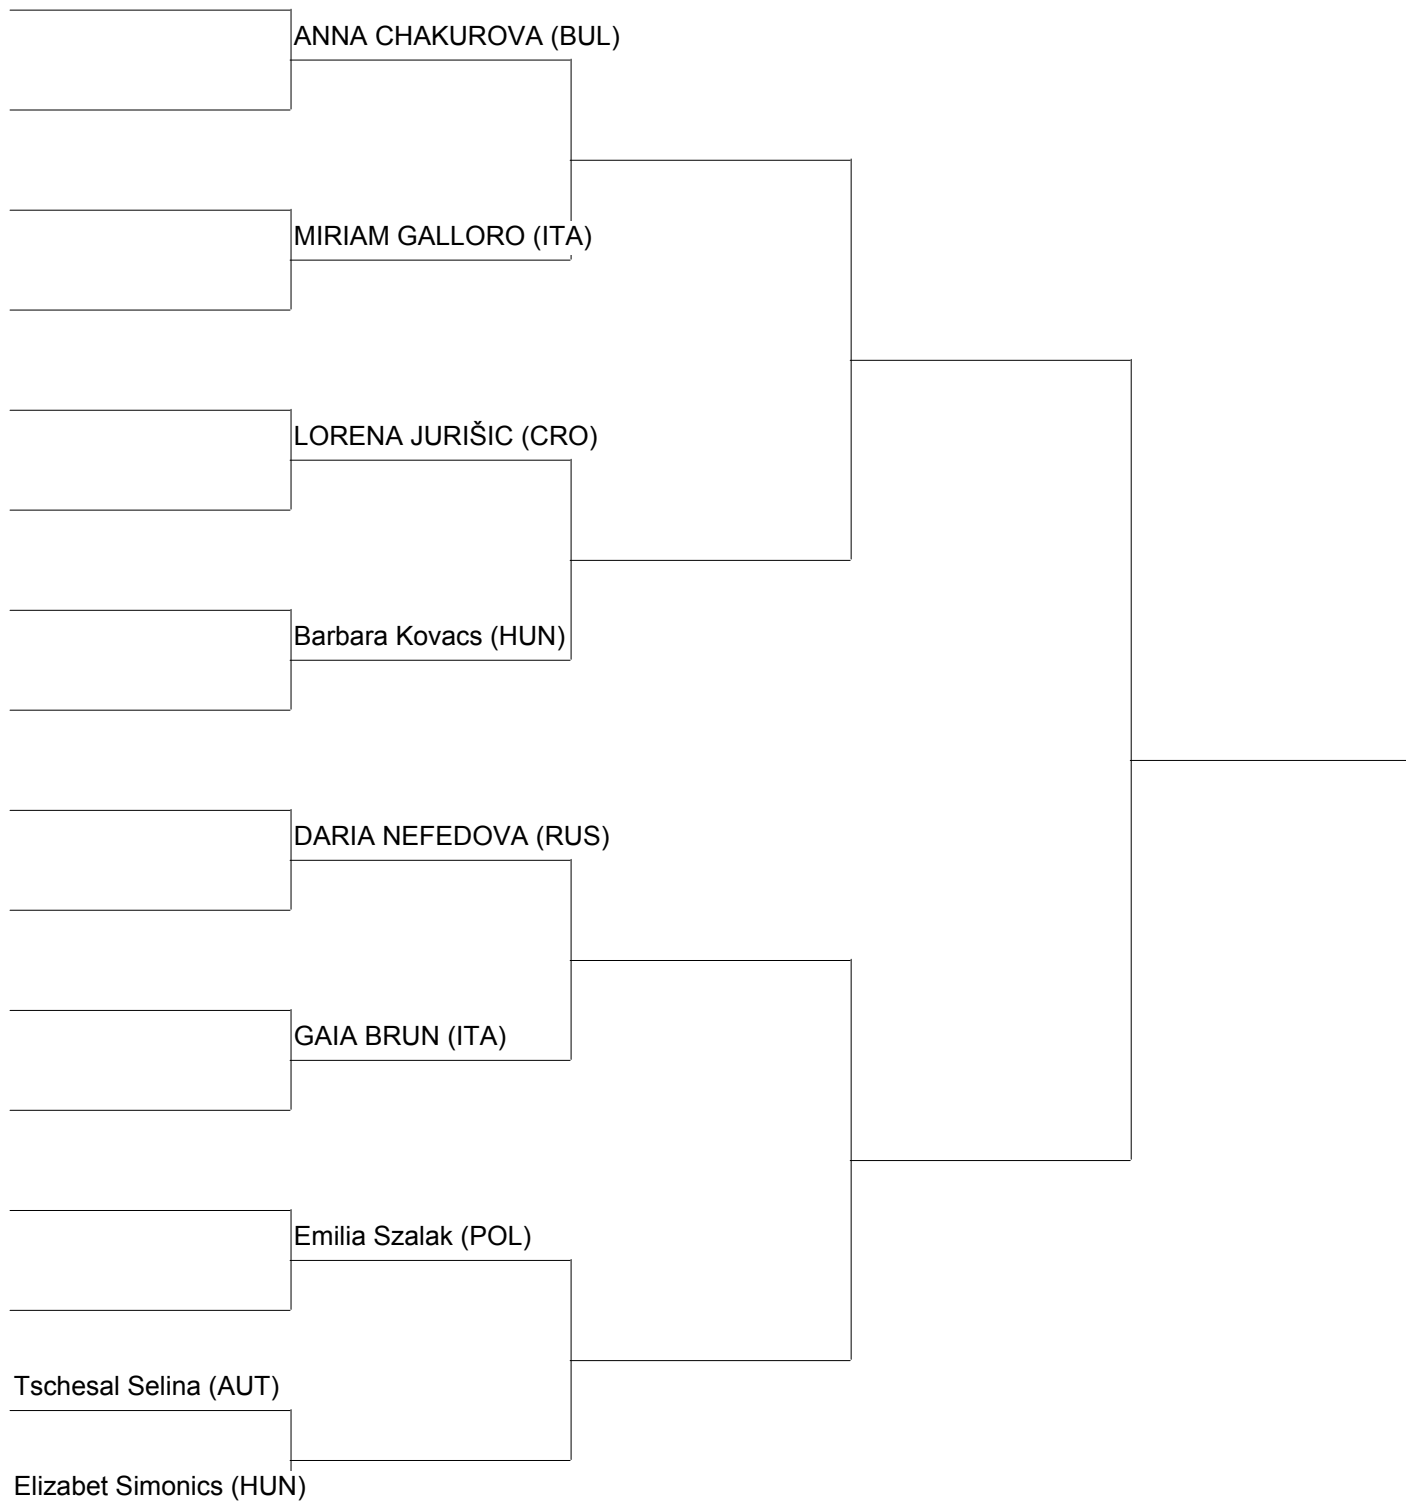 ANNA CHAKUROVA (BUL)
MIRIAM GALLORO (ITA)
LORENA JURIŠIC (CRO)
Barbara Kovacs (HUN)
DARIA NEFEDOVA (RUS)
GAIA BRUN (ITA)
Emilia Szalak (POL)
Tschesal Selina (AUT)
Elizabet Simonics (HUN)